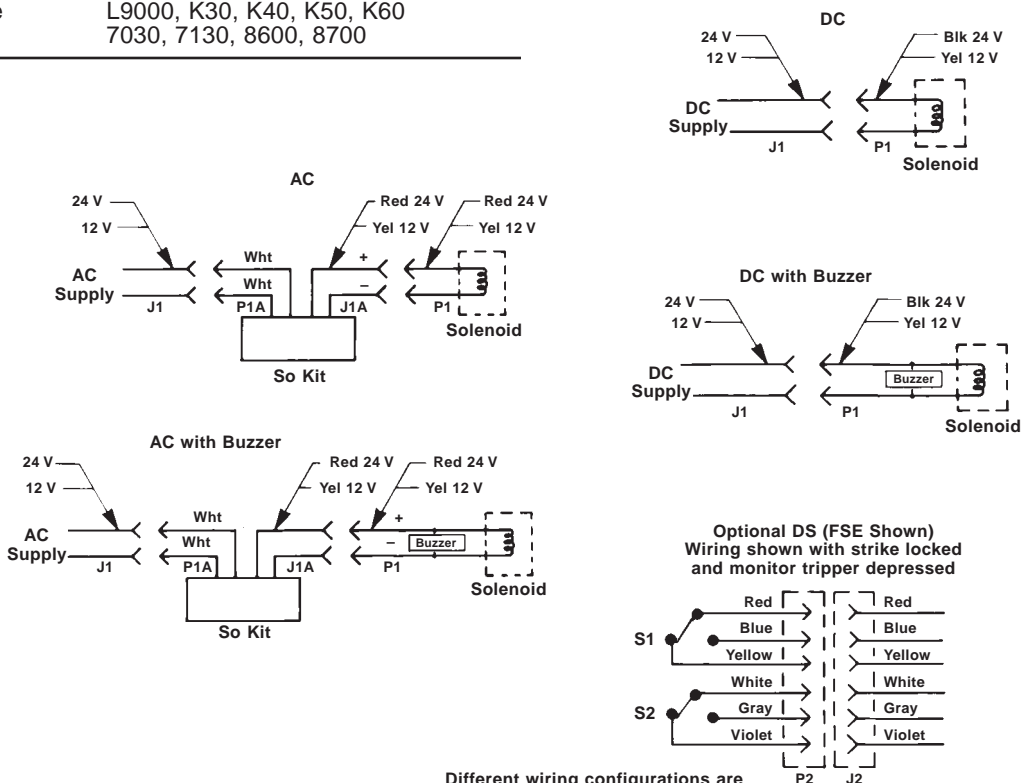 e L9000, K30, K40, K50, K60
7030, 7130, 8600, 8700
AC
24 V
12 V
Red 24 V
Yel 12 V
Red 24 V
Yel 12 V
Wht
+
AC
Supply
Wht
–
J1
P1A
J1A
P1
Solenoid
So Kit
AC with Buzzer
24 V
12 V
Red 24 V
Yel 12 V
Red 24 V
Yel 12 V
Wht
+
AC
Supply
Wht
–
Buzzer
J1
P1A
J1A
P1
Solenoid
So Kit
DC
24 V
12 V
Blk 24 V
Yel 12 V
DC
Supply
J1
P1
Solenoid
DC with Buzzer
24 V
12 V
Blk 24 V
Yel 12 V
DC
Supply
Buzzer
J1
P1
Solenoid
Optional DS (FSE Shown)
Wiring shown with strike locked
and monitor tripper depressed
Red Red
S1 Blue Blue
Yellow Yellow
White White
S2 Gray Gray
Violet Violet
P2 J2
Different wiring configurations are